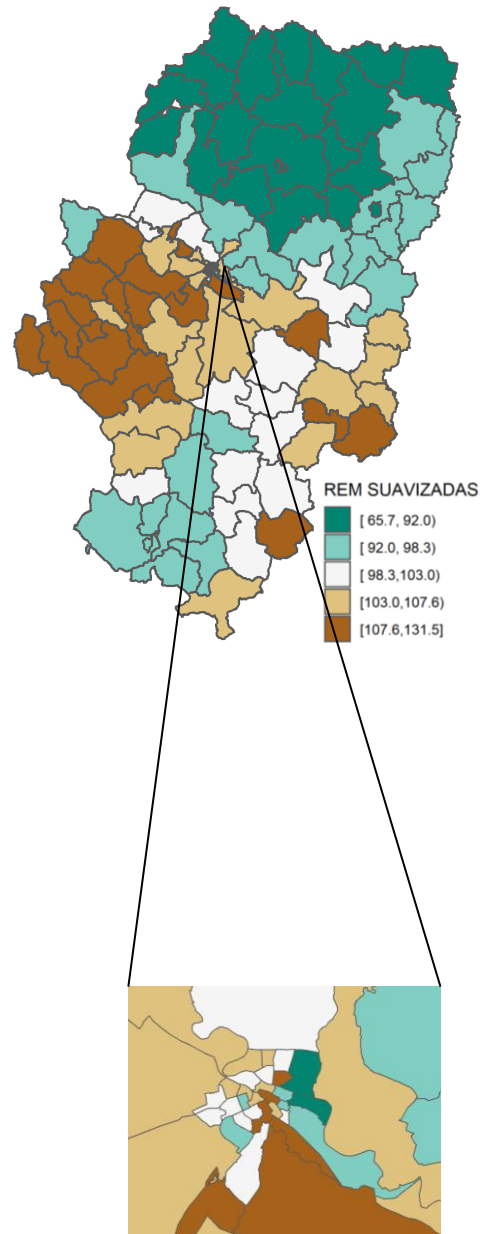 REM SUAVIZADAS
[ 65.7, 92.0)
[ 92.0, 98.3)
[ 98.3,103.0)
[103.0,107.6)
[107.6,131.5]